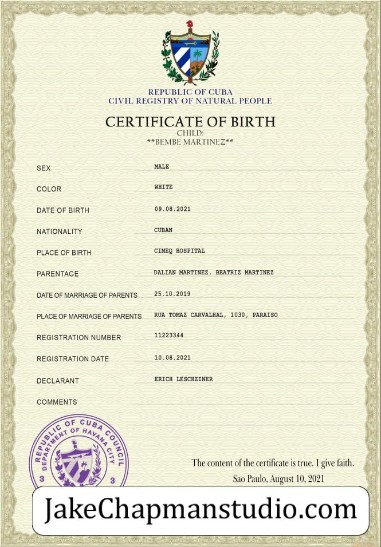 REPUBLIC OF CUBA
CIVIL REGISTRY OF NATURAL PEOPLE
CERTIFICATE OF BIRTH
CHILD:
**BEMBE MARTINEZ**
SEX MALE
COLOR WHITE
DATE OF BIRTH 09.08.2021
NATIONALITY CUBAN
PLACE OF BIRTH CIMEQ HOSPITAL
PARENTAGE DALIAN MARTINEZ, BEATRIZ MARTINEZ
DATE OF MARRIAGE OF PARENTS 25.10.2019
PLACE OF MARRIAGE OF PARENTS RUA TOMAZ CARVALHAL, 1030, PARAISO
REGISTRATION NUMBER 11223344
REGISTRATION DATE 10.08.2021
DECLARANT ERICH LESCHZINER
COMMENTS
REPUBLIC OF CUBA COUNCIL
DEPARTMENT OF HAVANA CITY
3 3
The content of the certificate is true. I give faith.
Sao Paulo, August 10, 2021
JakeChapmanstudio.com